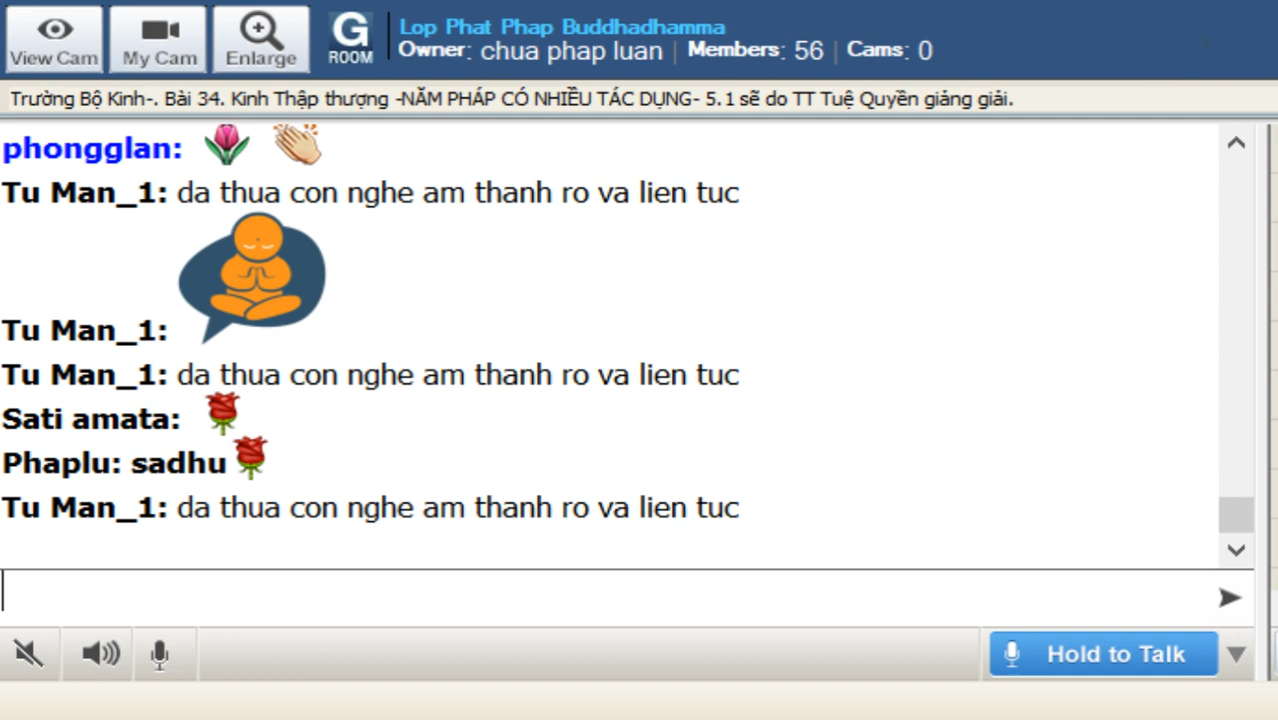 View Cam My Cam Enlarge G ROOM Lop Phat Phap Buddhadhamma
Owner: chua phap luan | Members: 56 | Cams: 0
Trường Bộ Kinh-. Bài 34. Kinh Thập thượng -NĂM PHÁP CÓ NHIỀU TÁC DỤNG- 5.1 sẽ do TT Tuệ Quyền giảng giải.
phongglan:
Tu Man_1: da thua con nghe am thanh ro va lien tuc
Tu Man_1:
Tu Man_1: da thua con nghe am thanh ro va lien tuc
Sati amata:
Phaplu: sadhu
Tu Man_1: da thua con nghe am thanh ro va lien tuc
Hold to Talk